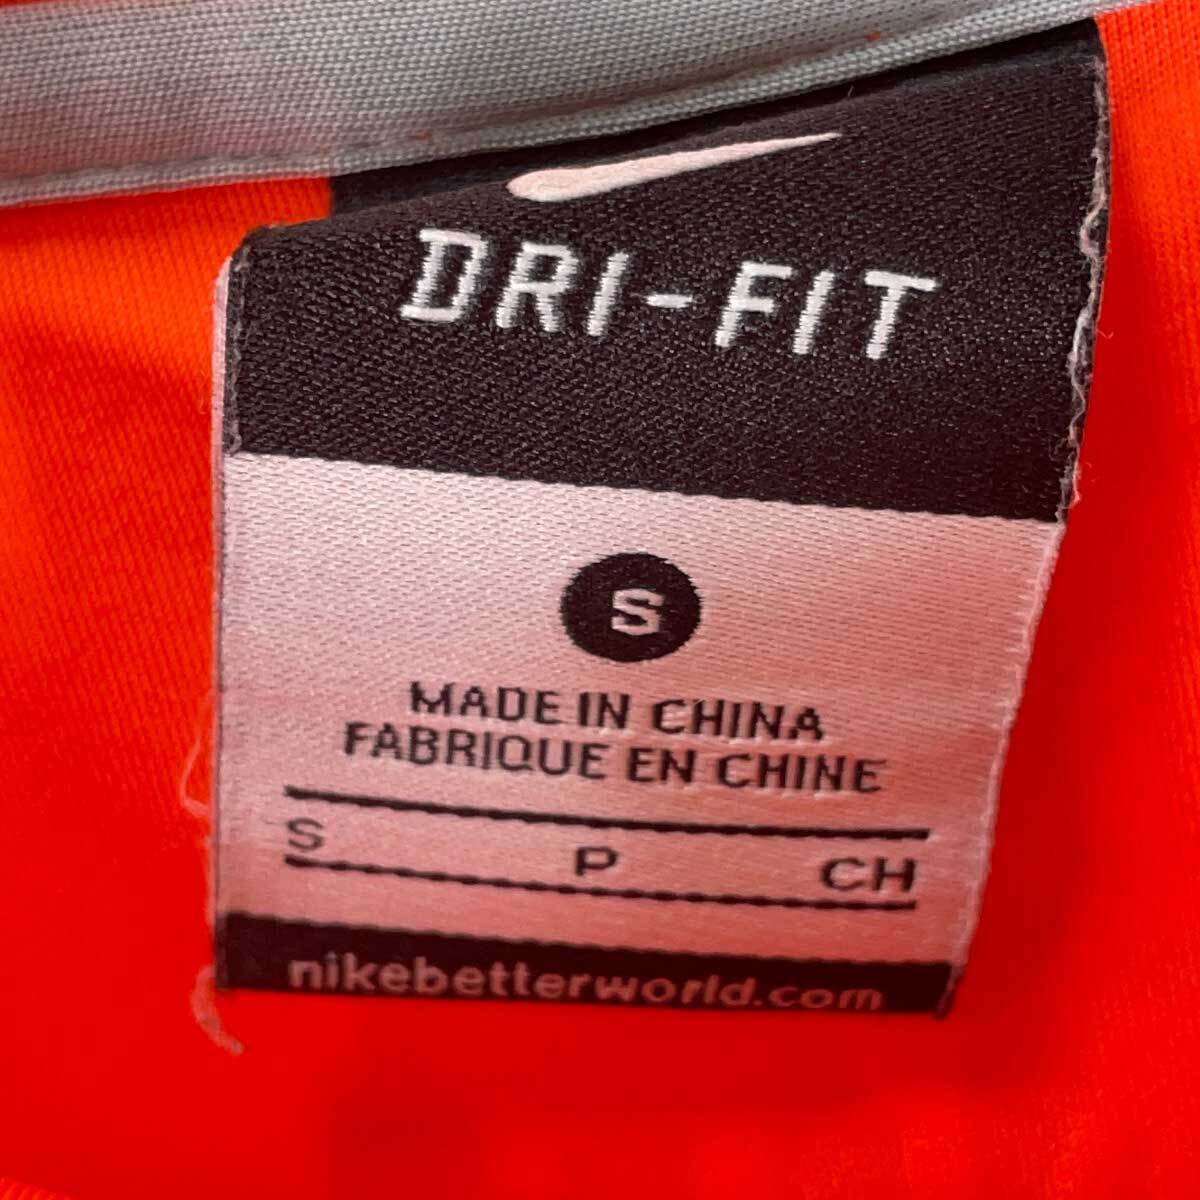 DRI-FIT
S
MADE IN CHINA
FABRIQUE EN CHINE
S P CH
nikebetterworld.com